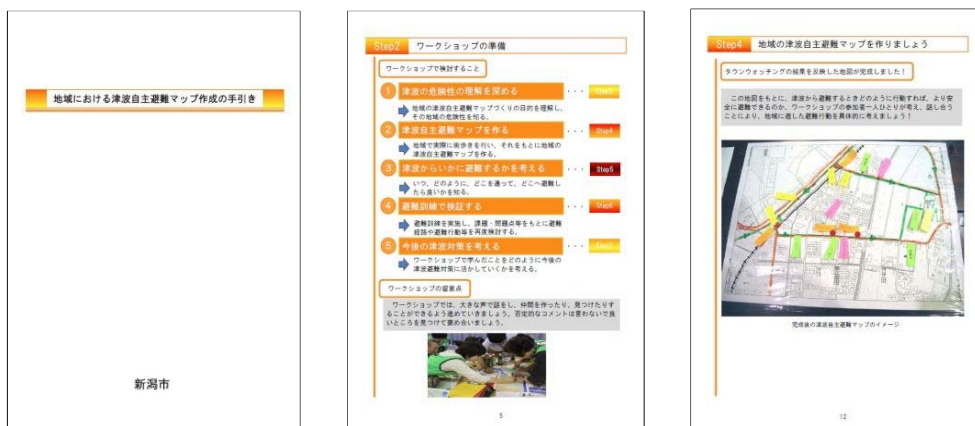 地域における津波自主避難マップ作成の手引き
新潟市
Step2 ワークショップの準備
ワークショップで検討すること
① 津波の危険性の理解を深める ・・・
地域の津波自主避難マップづくりの目的を理解し、
その地域の危険性を知る。
② 津波自主避難マップを作る ・・・ Step4
地域で実際に街歩きを行い、それをもとに地域の
津波自主避難マップを作る。
③ 津波からいかに避難するかを考える ・・・ Step5
いつ、どのように、どこを通って、どこへ避難し
たら良いかを知る。
④ 避難訓練で検証する ・・・ Step6
避難訓練を実施し、課題・問題点等をもとに避難
経路や避難行動等を再度検討する。
⑤ 今後の津波対策を考える ・・・
ワークショップで学んだことをどのように今後の
津波避難対策に活かしていくかを考える。
ワークショップの留意点
ワークショップでは、大きな声で話をし、仲間を作ったり、見つけたりす
ることができるよう進めていきましょう。否定的なコメントは言わないで良
いところを見つけて褒め合いましょう。
5
Step4 地域の津波自主避難マップを作りましょう
タウンウォッチングの結果を反映した地図が完成しました！
この地図をもとに、津波から避難するときどのように行動すれば、より安
全に避難できるのか、ワークショップの参加者一人ひとりが考え、話し合う
ことにより、地域に適した避難行動を具体的に考えましょう！
完成後の津波自主避難マップのイメージ
12